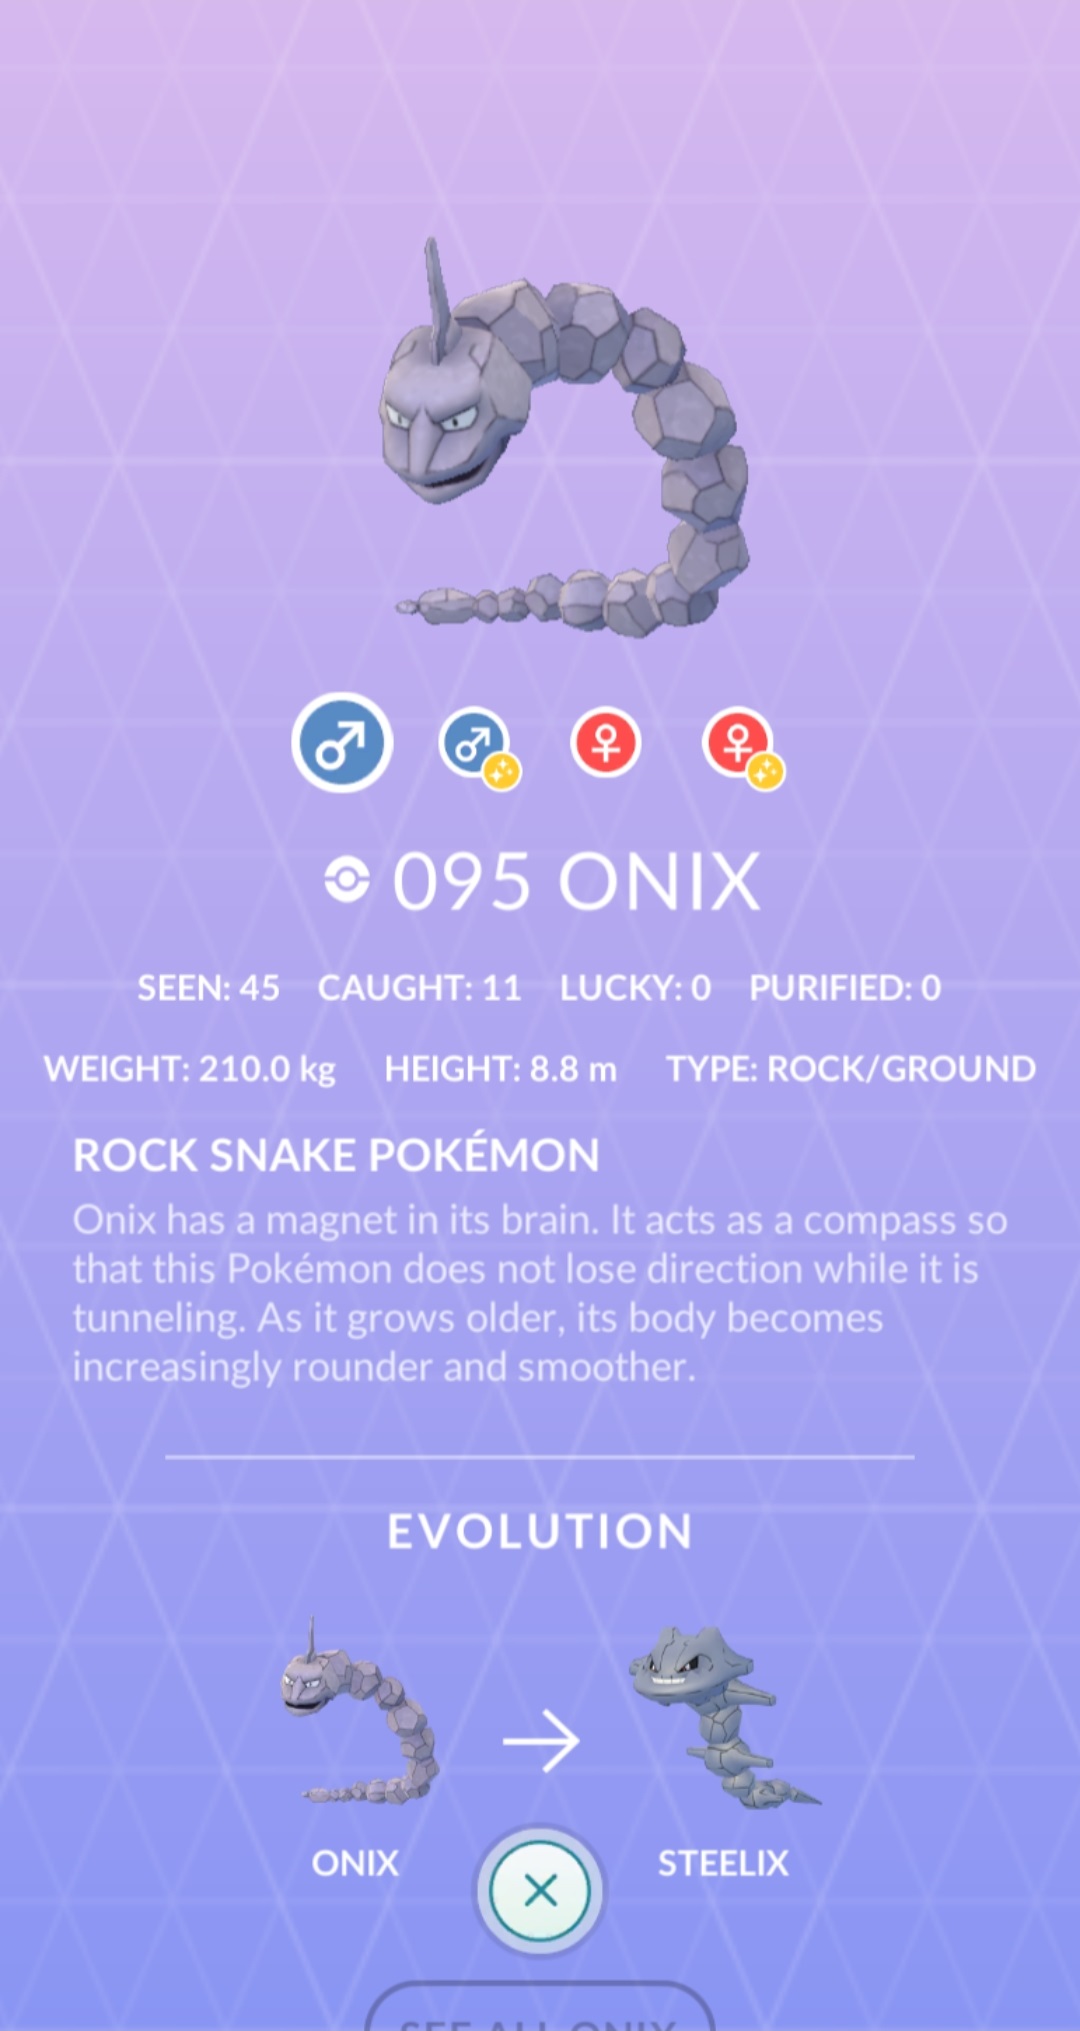 095 ONIX
SEEN: 45 CAUGHT: 11 LUCKY: 0 PURIFIED: 0
WEIGHT: 210.0 kg HEIGHT: 8.8 m TYPE: ROCK/GROUND
ROCK SNAKE POKÉMON
Onix has a magnet in its brain. It acts as a compass so
that this Pokémon does not lose direction while it is
tunneling. As it grows older, its body becomes
increasingly rounder and smoother.
EVOLUTION
ONIX STEELIX
SEE ALL ONIX